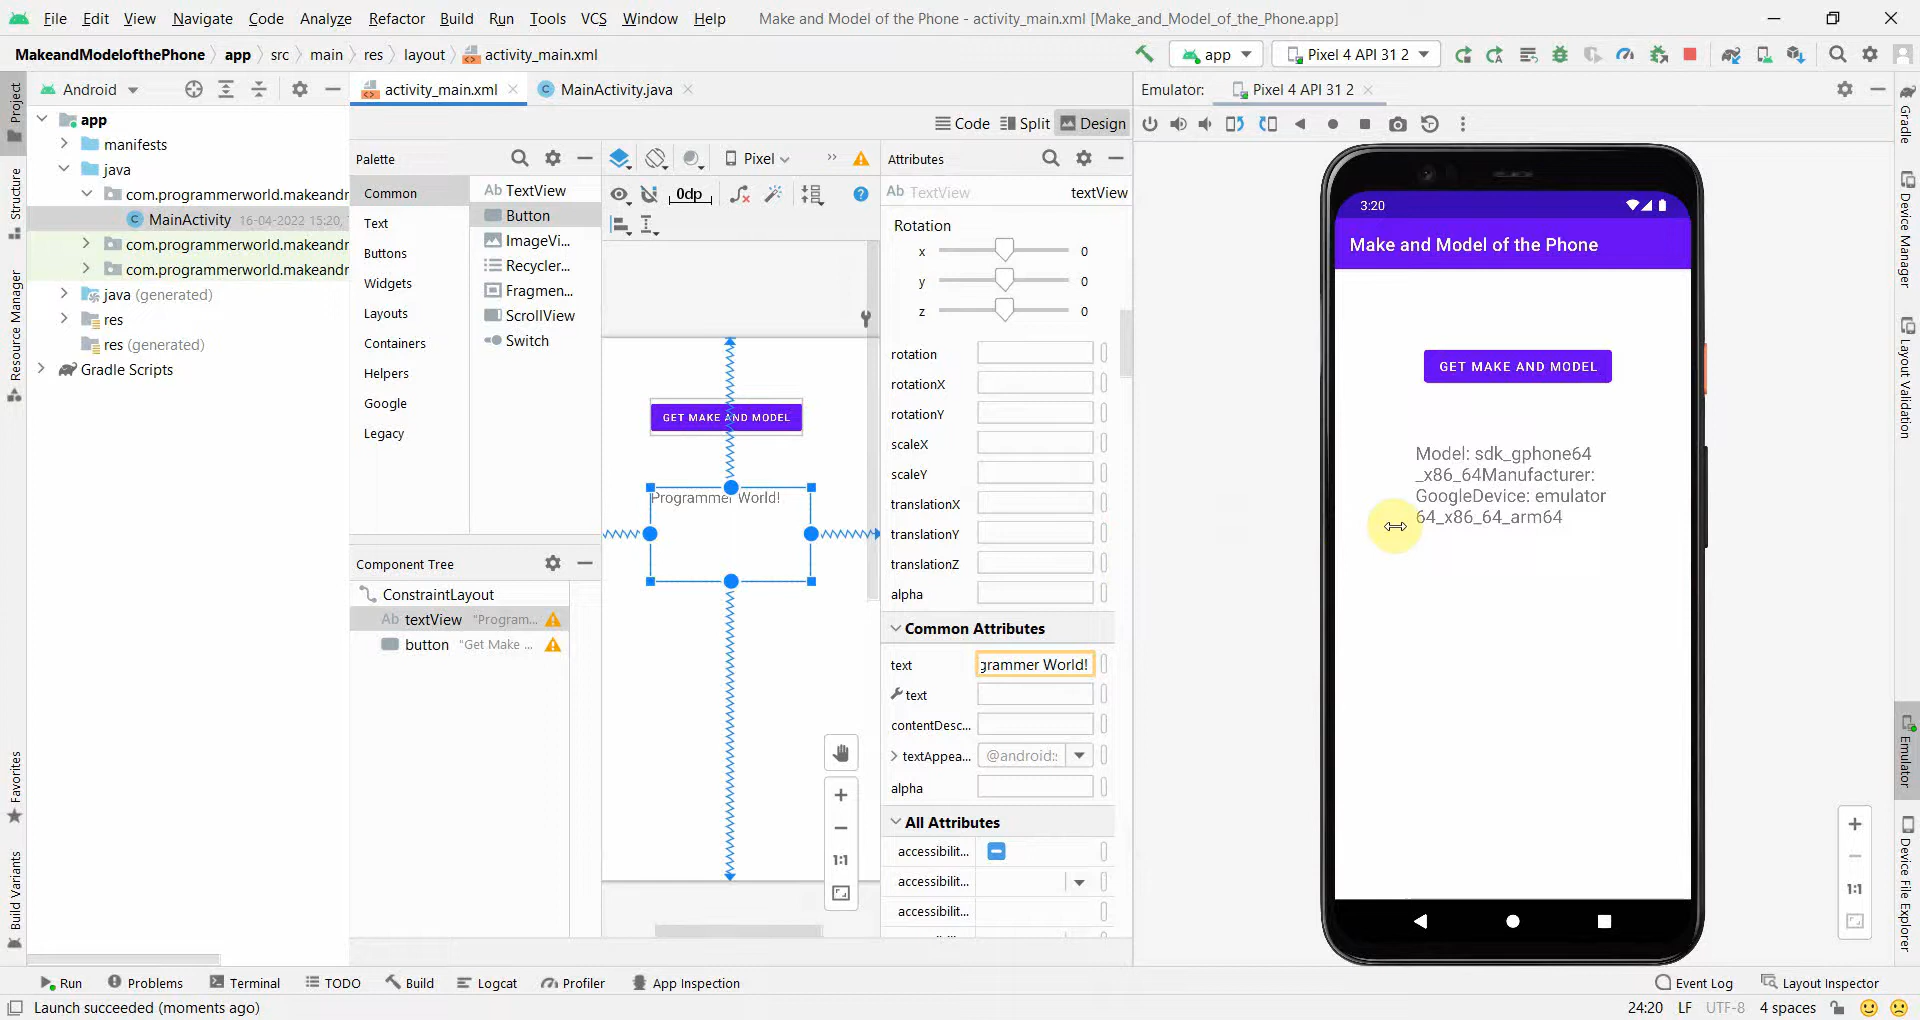 File Edit View Navigate Code Analyze Refactor Build Run Tools VCS Window Help Make and Model of the Phone - activity_main.xml [Make_and_Model_of_the_Phone.app]
MakeandModelofthePhone app src main res layout activity_main.xml app Pixel 4 API 31 2
Android activity_main.xml MainActivity.java Emulator: Pixel 4 API 31 2
Project
Structure
Resource Manager
Favorites
Build Variants
app
manifests
java
com.programmerworld.makeandr
MainActivity 16-04-2022 15:20,
com.programmerworld.makeandr
com.programmerworld.makeandr
java (generated)
res
res (generated)
Gradle Scripts
Code Split Design
Palette
Common
Text
Buttons
Widgets
Layouts
Containers
Helpers
Google
Legacy
Ab TextView
Button
ImageVi...
Recycler...
Fragmen...
ScrollView
Switch
Component Tree
ConstraintLayout
Ab textView "Program...
button "Get Make ...
Pixel
0dp
GET MAKE AND MODEL
Programmer World!
1:1
Attributes
Ab TextView textView
Rotation
x 0
y 0
z 0
rotation
rotationX
rotationY
scaleX
scaleY
translationX
translationY
translationZ
alpha
Common Attributes
text grammer World!
text
contentDesc...
textAppea... @android:
alpha
All Attributes
accessibilit...
accessibilit...
accessibilit...
3:20
Make and Model of the Phone
GET MAKE AND MODEL
Model: sdk_gphone64
_x86_64Manufacturer:
GoogleDevice: emulator
64_x86_64_arm64
1:1
Gradle
Device Manager
Layout Validation
Emulator
Device File Explorer
Run Problems Terminal TODO Build Logcat Profiler App Inspection Event Log Layout Inspector
Launch succeeded (moments ago) 24:20 LF UTF-8 4 spaces